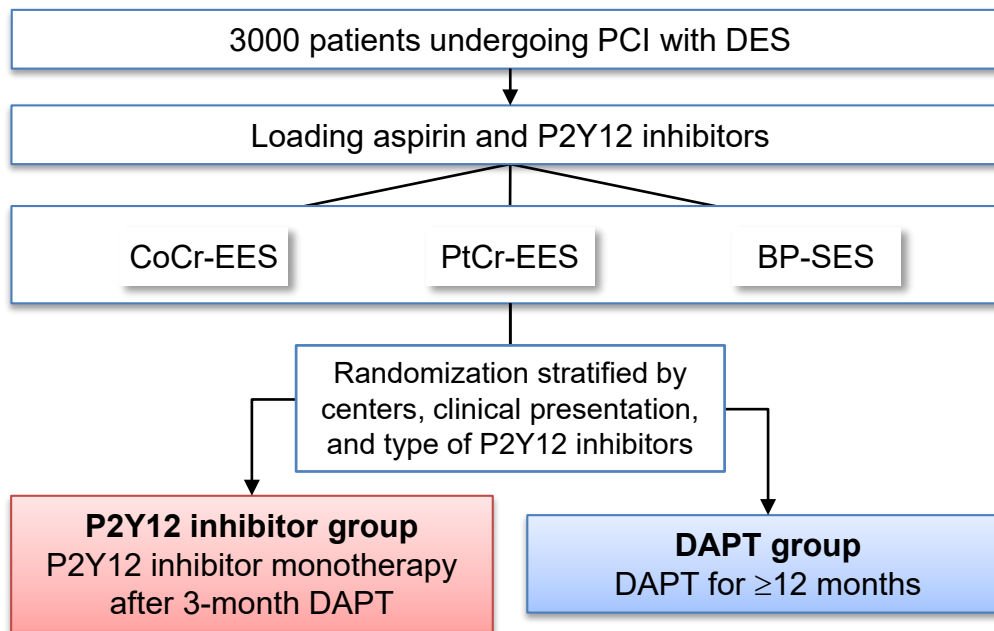 3000 patients undergoing PCI with DES
Loading aspirin and P2Y12 inhibitors
CoCr-EES
PtCr-EES
BP-SES
Randomization stratified by
centers, clinical presentation,
and type of P2Y12 inhibitors
P2Y12 inhibitor group
P2Y12 inhibitor monotherapy
after 3-month DAPT
DAPT group
DAPT for ≥12 months